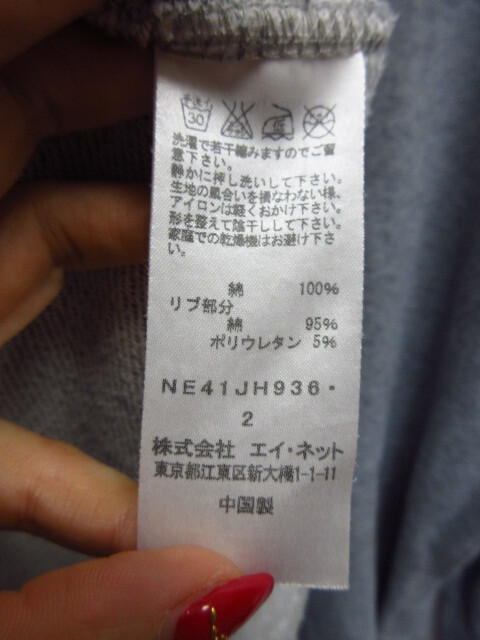 手洗イ
30
洗濯で若干縮みますのでご留
意下さい。
静かに押し洗いして下さい。
生地の風合いを損なわない様、
アイロンは軽くおかけ下さい。
形を整えて陰干しして下さい。
家庭での乾燥機はお避け下さ
い。
綿 100%
リブ部分
綿 95%
ポリウレタン 5%
NE41JH936・
2
株式会社 エイ・ネット
東京都江東区新大橋1-1-11
中国製